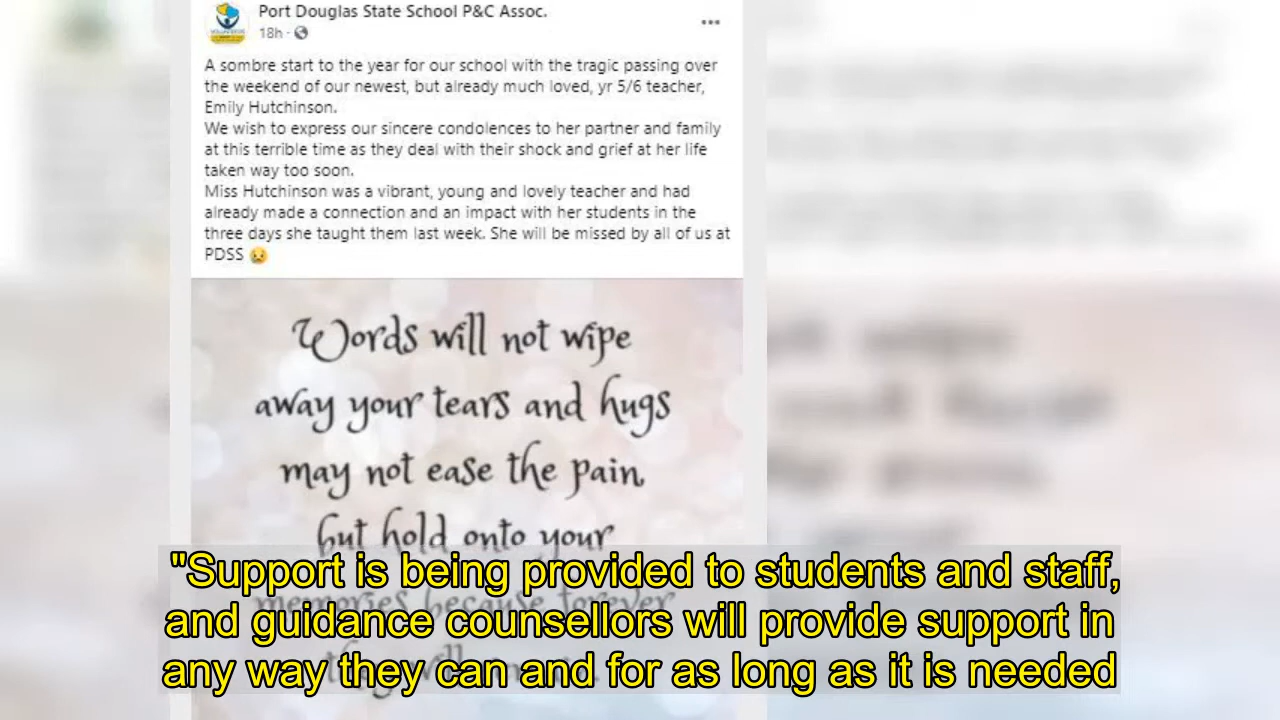 Port Douglas State School P&C Assoc.
18h ·
A sombre start to the year for our school with the tragic passing over
the weekend of our newest, but already much loved, yr 5/6 teacher,
Emily Hutchinson.
We wish to express our sincere condolences to her partner and family
at this terrible time as they deal with their shock and grief at her life
taken way too soon.
Miss Hutchinson was a vibrant, young and lovely teacher and had
already made a connection and an impact with her students in the
three days she taught them last week. She will be missed by all of us at
PDSS 😢
Words will not wipe
away your tears and hugs
may not ease the pain,
but hold onto your
memories because forever
they will
"Support is being provided to students and staff,
and guidance counsellors will provide support in
any way they can and for as long as it is needed